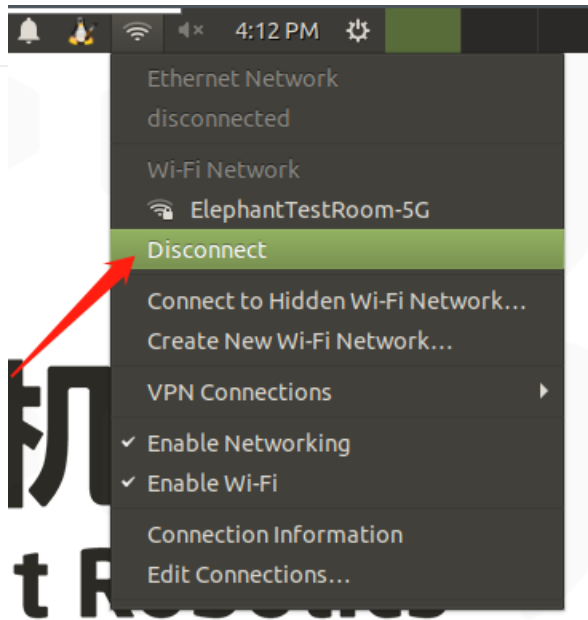 4:12 PM
Ethernet Network
disconnected
Wi-Fi Network
ElephantTestRoom-5G
Disconnect
Connect to Hidden Wi-Fi Network…
Create New Wi-Fi Network…
VPN Connections
Enable Networking
Enable Wi-Fi
Connection Information
Edit Connections…
机
t Robotics